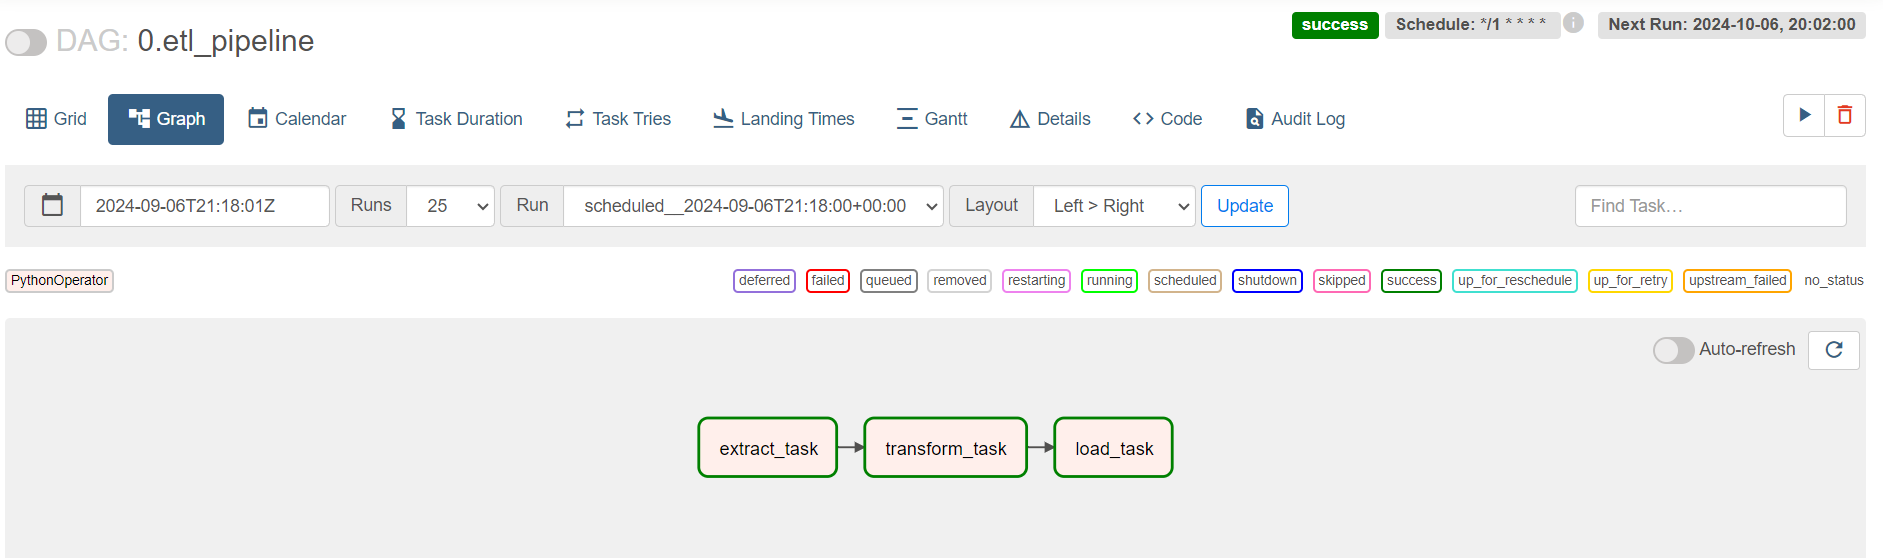 success Schedule: */1 * * * * Next Run: 2024-10-06, 20:02:00
DAG: 0.etl_pipeline
Grid Graph Calendar Task Duration Task Tries Landing Times Gantt Details Code Audit Log
2024-09-06T21:18:01Z Runs 25 Run scheduled__2024-09-06T21:18:00+00:00 Layout Left > Right Update Find Task…
PythonOperator deferred failed queued removed restarting running scheduled shutdown skipped success up_for_reschedule up_for_retry upstream_failed no_status
Auto-refresh
extract_task transform_task load_task